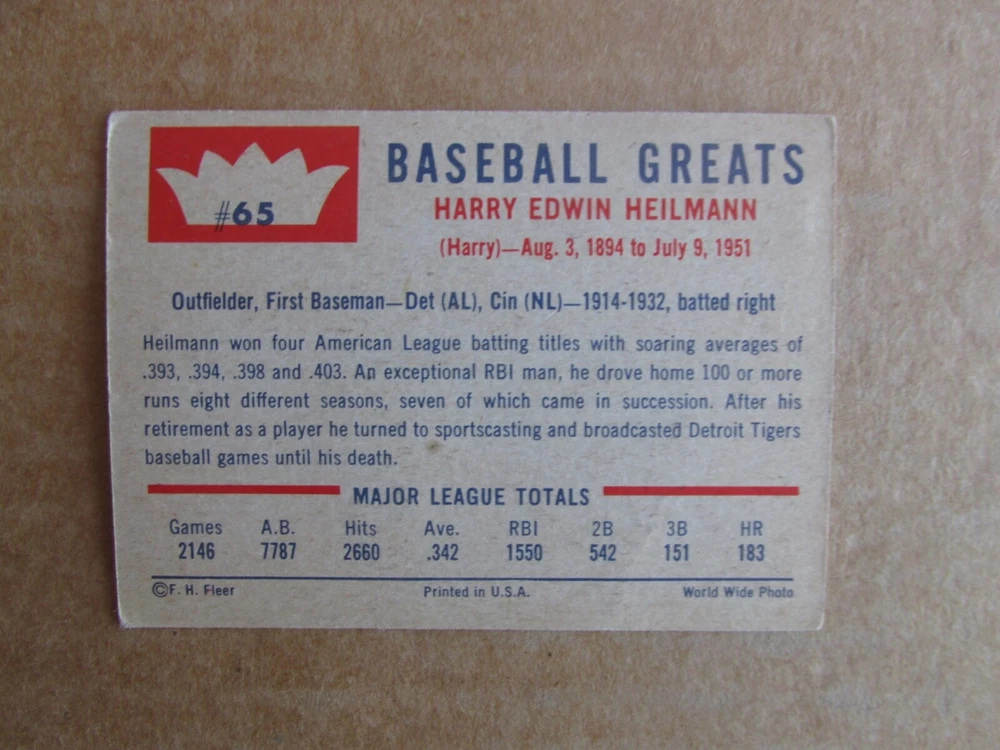 #65
BASEBALL GREATS
HARRY EDWIN HEILMANN
(Harry)—Aug. 3, 1894 to July 9, 1951
Outfielder, First Baseman—Det (AL), Cin (NL)—1914-1932, batted right
Heilmann won four American League batting titles with soaring averages of
.393, .394, .398 and .403. An exceptional RBI man, he drove home 100 or more
runs eight different seasons, seven of which came in succession. After his
retirement as a player he turned to sportscasting and broadcasted Detroit Tigers
baseball games until his death.
MAJOR LEAGUE TOTALS
Games A.B. Hits Ave. RBI 2B 3B HR
2146 7787 2660 .342 1550 542 151 183
©F. H. Fleer Printed in U.S.A. World Wide Photo